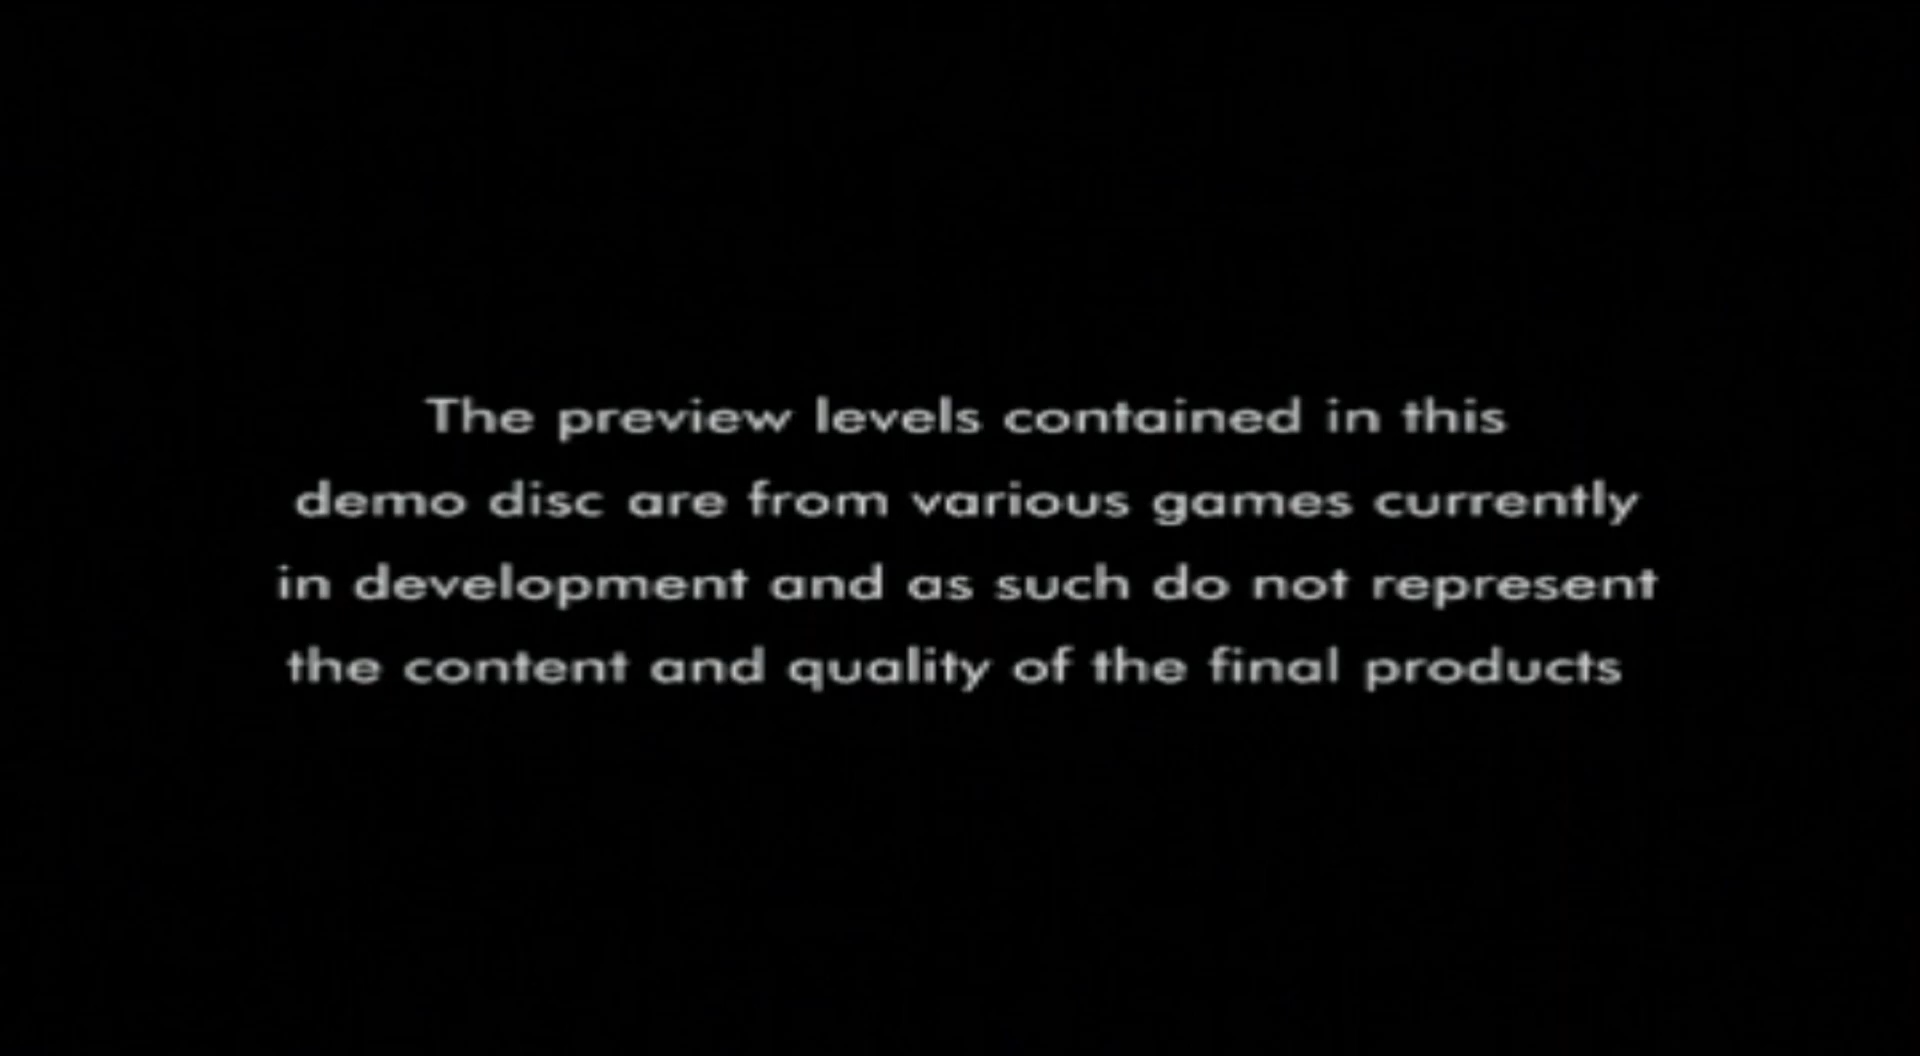 The preview levels contained in this
demo disc are from various games currently
in development and as such do not represent
the content and quality of the final products